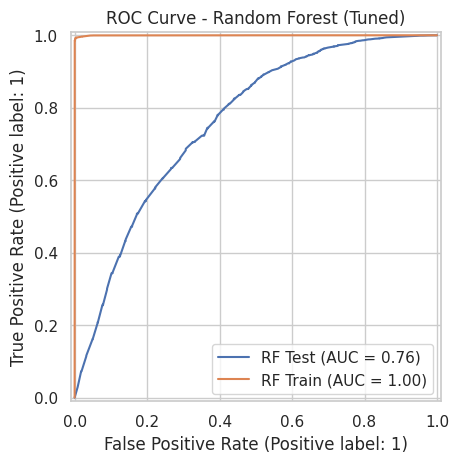 ROC Curve - Random Forest (Tuned)
True Positive Rate (Positive label: 1)
1.0
0.8
0.6
0.4
0.2
0.0
RF Test (AUC = 0.76)
RF Train (AUC = 1.00)
0.0 0.2 0.4 0.6 0.8 1.0
False Positive Rate (Positive label: 1)